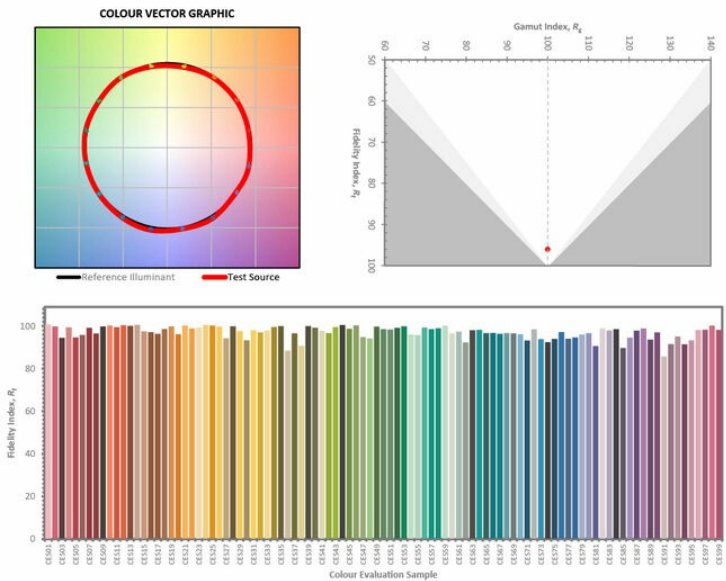 COLOUR VECTOR GRAPHIC
Reference Illuminant
Test Source
Gamut Index, Rg
60 70 80 90 100 110 120 130 140
Fidelity Index, Rf
50
60
70
80
90
100
Fidelity Index, Rf
100
80
60
40
20
0
CES01 CES03 CES05 CES07 CES09 CES11 CES13 CES15 CES17 CES19 CES21 CES23 CES25 CES27 CES29 CES31 CES33 CES35 CES37 CES39 CES41 CES43 CES45 CES47 CES49 CES51 CES53 CES55 CES57 CES59 CES61 CES63 CES65 CES67 CES69 CES71 CES73 CES75 CES77 CES79 CES81 CES83 CES85 CES87 CES89 CES91 CES93 CES95 CES97 CES99
Colour Evaluation Sample